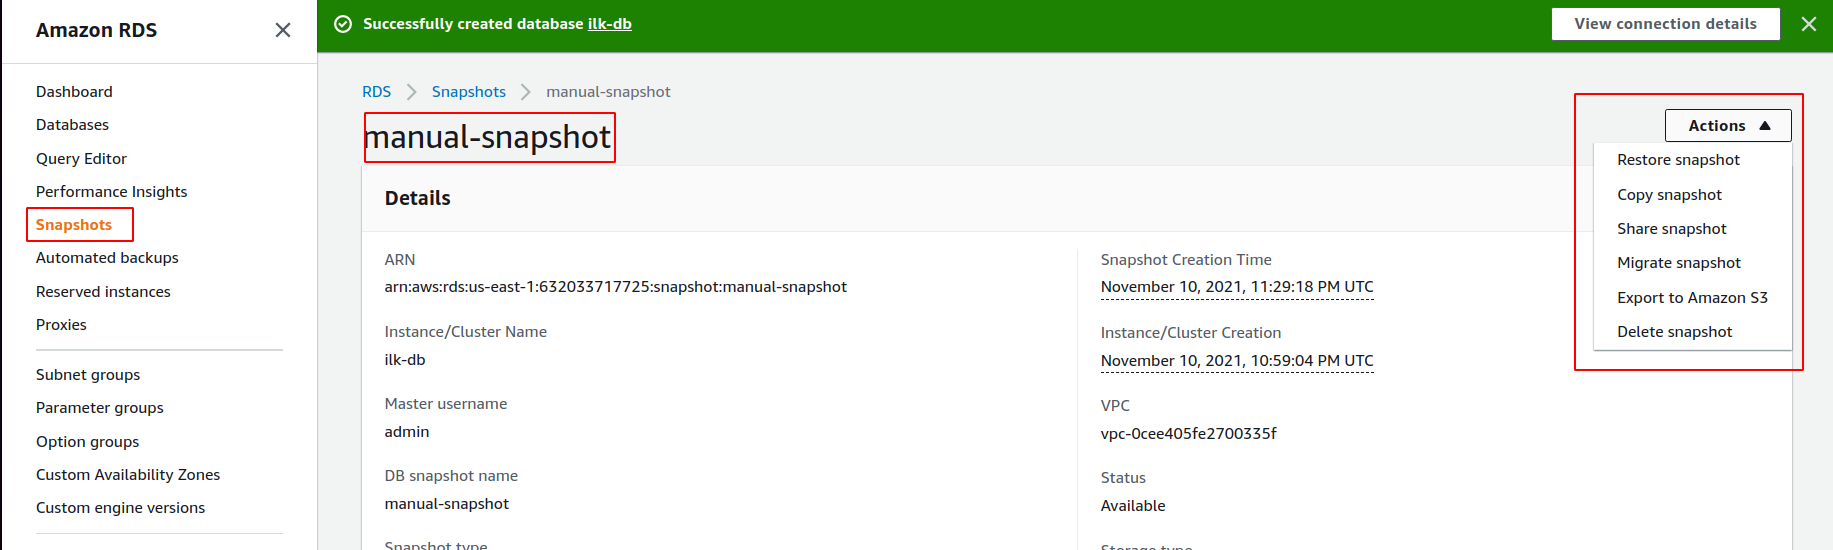 Amazon RDS
Successfully created database ilk-db
View connection details
Dashboard
Databases
Query Editor
Performance Insights
Snapshots
Automated backups
Reserved instances
Proxies
Subnet groups
Parameter groups
Option groups
Custom Availability Zones
Custom engine versions
RDS
Snapshots
manual-snapshot
manual-snapshot
Actions
Restore snapshot
Copy snapshot
Share snapshot
Migrate snapshot
Export to Amazon S3
Delete snapshot
Details
ARN
arn:aws:rds:us-east-1:632033717725:snapshot:manual-snapshot
Instance/Cluster Name
ilk-db
Master username
admin
DB snapshot name
manual-snapshot
Snapshot type
Snapshot Creation Time
November 10, 2021, 11:29:18 PM UTC
Instance/Cluster Creation
November 10, 2021, 10:59:04 PM UTC
VPC
vpc-0cee405fe2700335f
Status
Available
Storage type